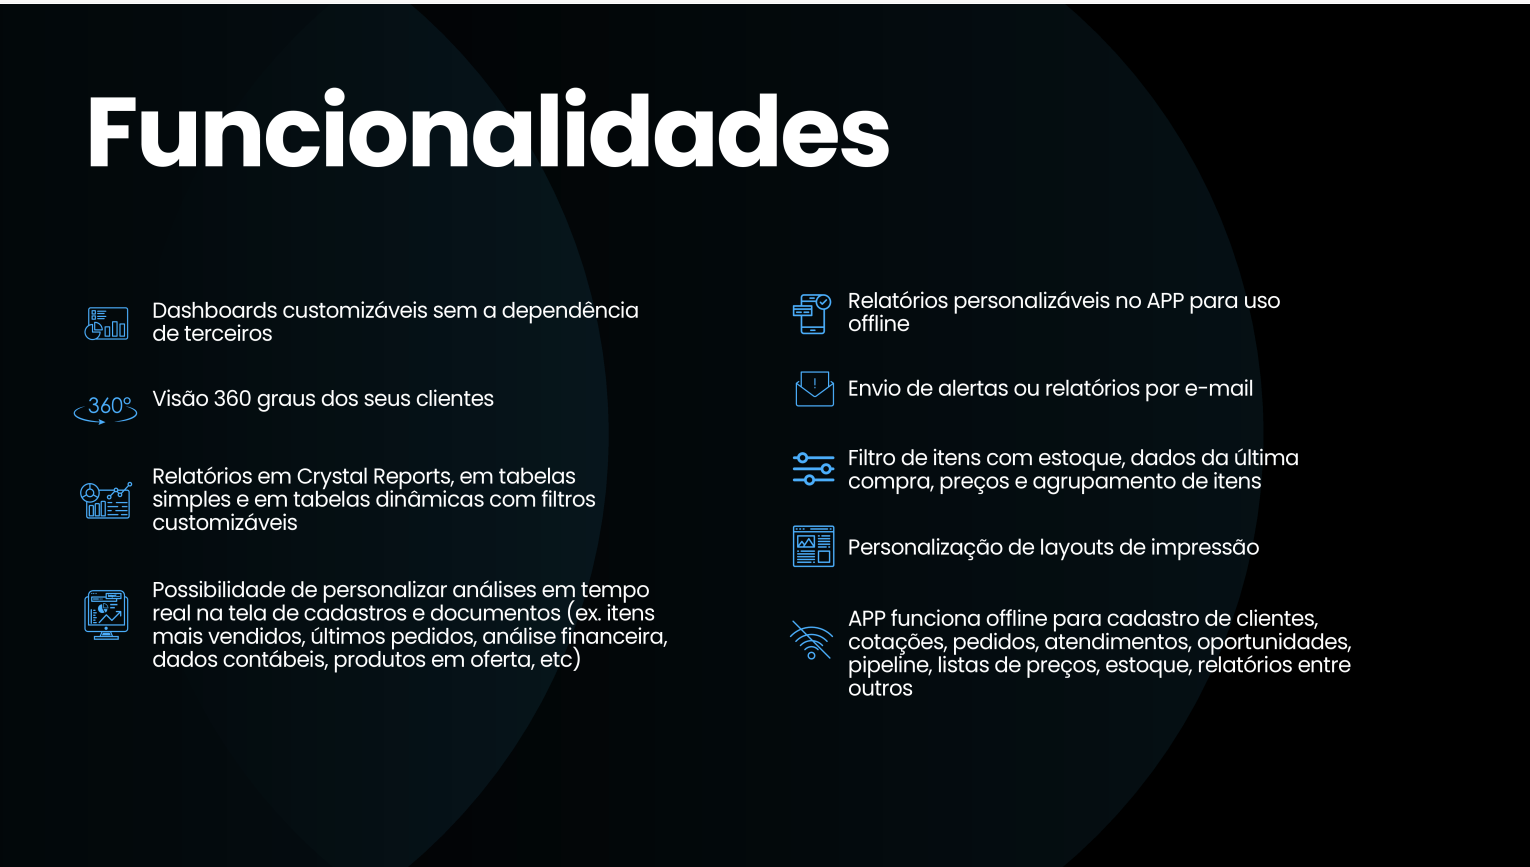 Funcionalidades
Dashboards customizáveis sem a dependência
de terceiros
360°
Visão 360 graus dos seus clientes
Relatórios em Crystal Reports, em tabelas
simples e em tabelas dinâmicas com filtros
customizáveis
Possibilidade de personalizar análises em tempo
real na tela de cadastros e documentos (ex. itens
mais vendidos, últimos pedidos, análise financeira,
dados contábeis, produtos em oferta, etc)
Relatórios personalizáveis no APP para uso
offline
Envio de alertas ou relatórios por e-mail
Filtro de itens com estoque, dados da última
compra, preços e agrupamento de itens
Personalização de layouts de impressão
APP funciona offline para cadastro de clientes,
cotações, pedidos, atendimentos, oportunidades,
pipeline, listas de preços, estoque, relatórios entre
outros